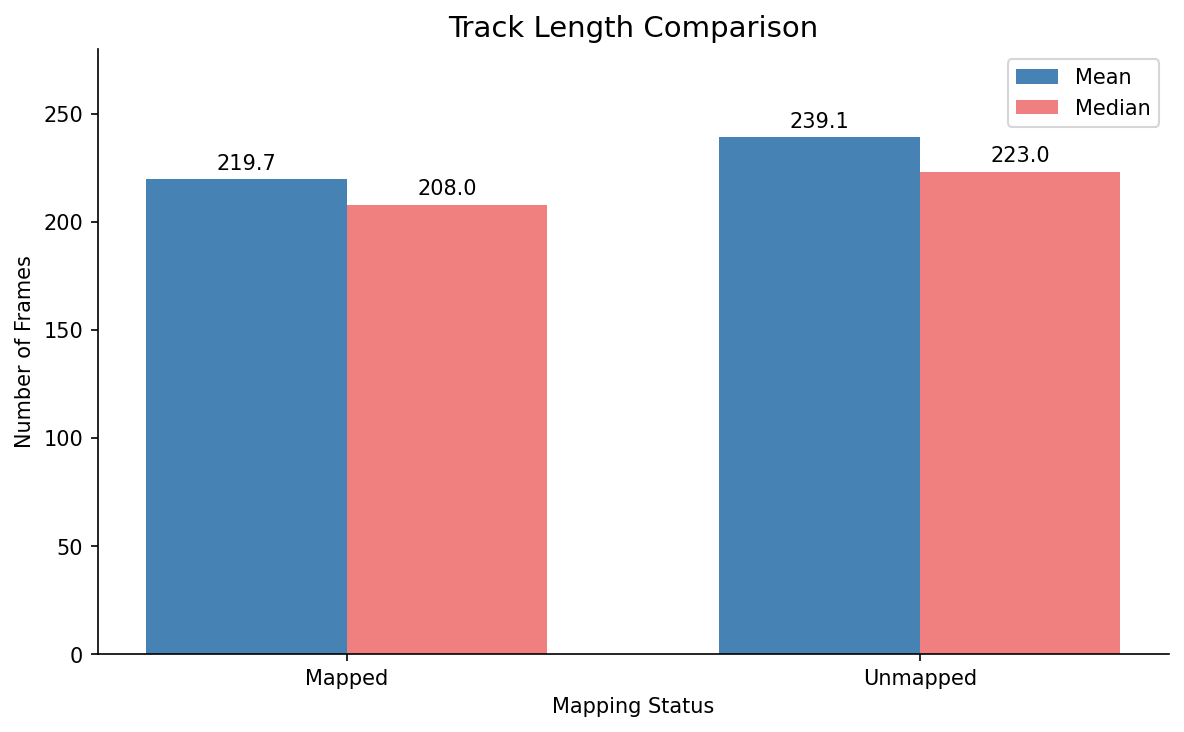 Track Length Comparison
Mean
Median
Number of Frames
250
200
150
100
50
0
219.7
208.0
239.1
223.0
Mapped
Unmapped
Mapping Status